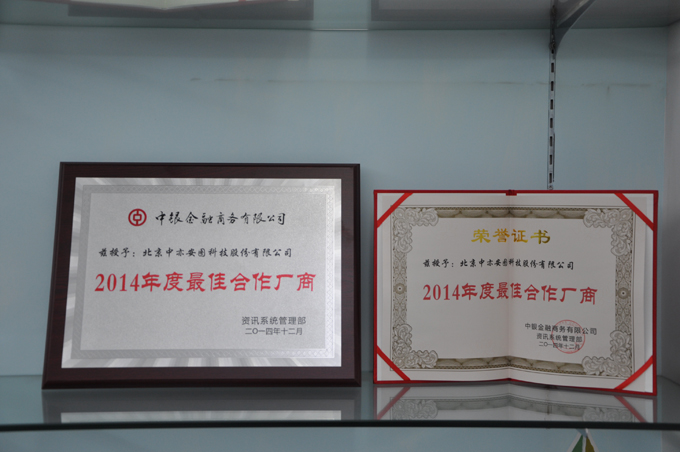 中银金融商务有限公司
兹授予：北京中亦安图科技股份有限公司
2014年度最佳合作厂商
资讯系统管理部
二〇一四年十二月
荣誉证书
兹授予：北京中亦安图科技股份有限公司
2014年度最佳合作厂商
中银金融商务有限公司
资讯系统管理部
二〇一四年十二月